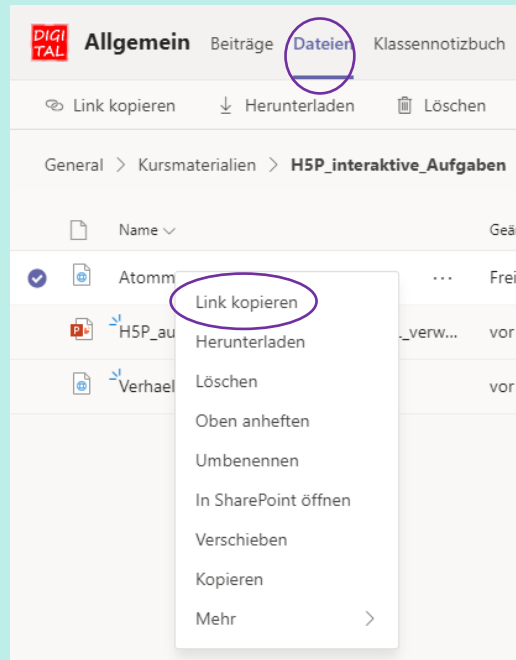 DIGI
TAL
Allgemein Beiträge Dateien Klassennotizbuch
Link kopieren Herunterladen Löschen
General > Kursmaterialien > H5P_interaktive_Aufgaben
Name Geä
Atomm ... Frei
Link kopieren
H5P_au _verw... vor
Herunterladen
Verhael vor
Löschen
Oben anheften
Umbenennen
In SharePoint öffnen
Verschieben
Kopieren
Mehr >